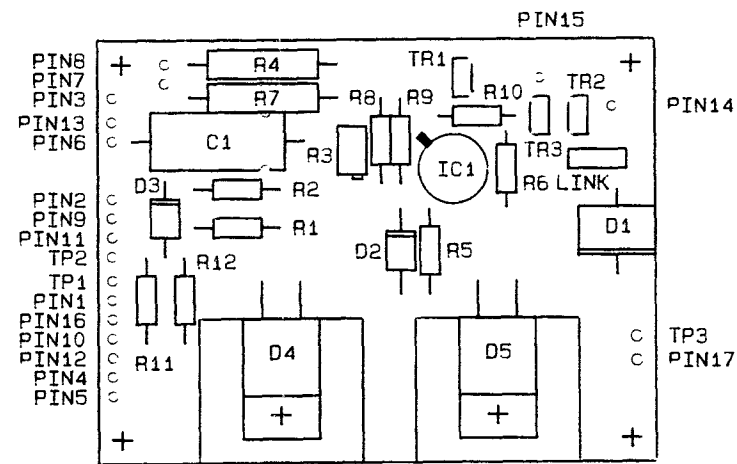 PIN15
PIN8
PIN7
PIN3
PIN13
PIN6
PIN2
PIN9
PIN11
TP2
TP1
PIN1
PIN16
PIN10
PIN12
PIN4
PIN5
R4
R7
C1
R3
R8
R9
TR1
R10
TR2
PIN14
TR3
IC1
R6
LINK
D3
R2
R1
D1
D2
R5
R12
R11
D4
D5
TP3
PIN17